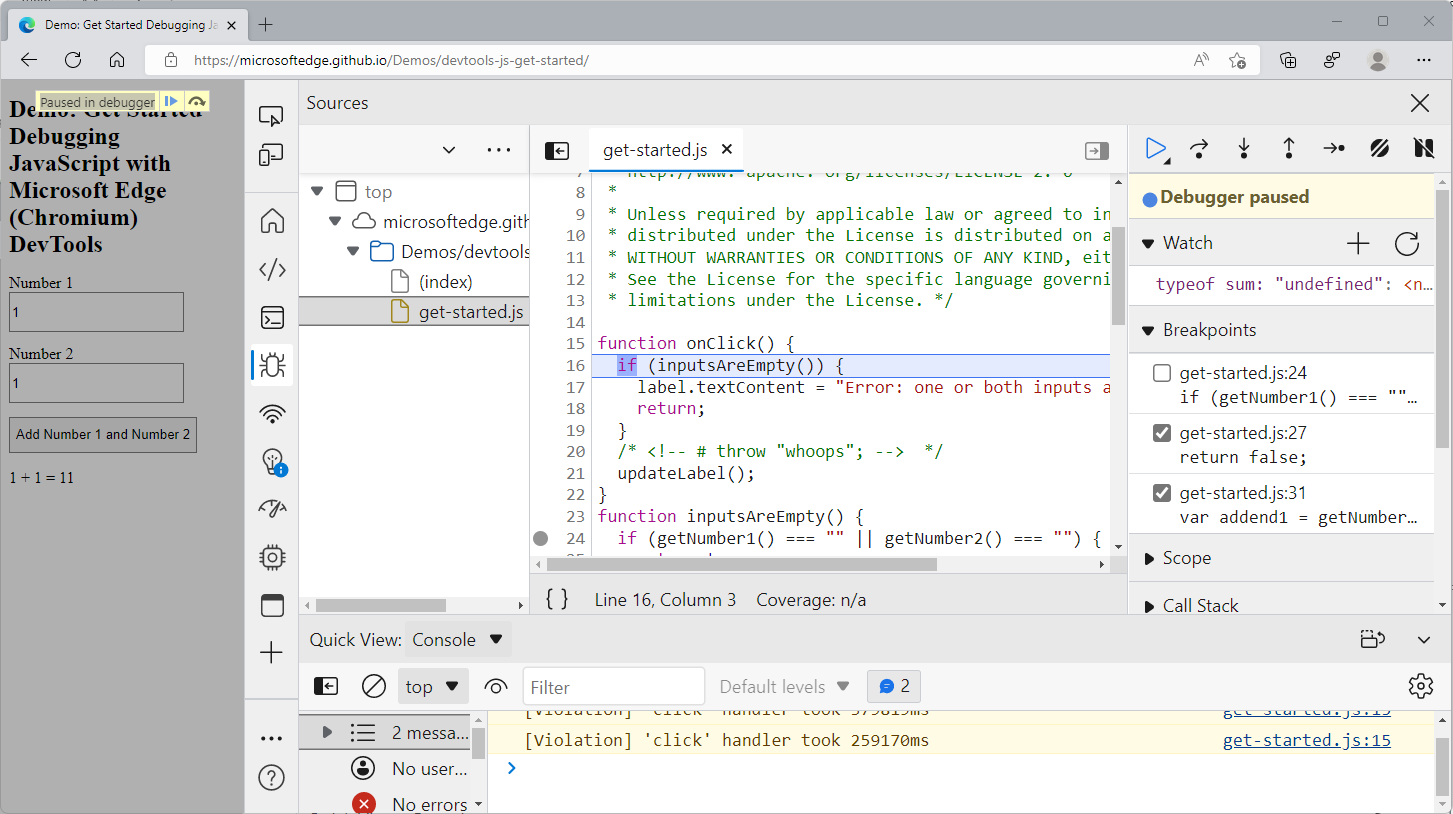 Demo: Get Started Debugging Ja
https://microsoftedge.github.io/Demos/devtools-js-get-started/
Paused in debugger
Demo: Get Started
Debugging
JavaScript with
Microsoft Edge
(Chromium)
DevTools
Number 1
1
Number 2
1
Add Number 1 and Number 2
1 + 1 = 11
Sources
top
microsoftedge.gith
Demos/devtools
(index)
get-started.js
get-started.js
7 * http://www. apache. org/licenses/LICENSE-2. 0
8 *
9 * Unless required by applicable law or agreed to in
10 * distributed under the License is distributed on a
11 * WITHOUT WARRANTIES OR CONDITIONS OF ANY KIND, eit
12 * See the License for the specific language governi
13 * limitations under the License. */
14
15 function onClick() {
16 if (inputsAreEmpty()) {
17 label.textContent = "Error: one or both inputs a
18 return;
19 }
20 /* <!-- # throw "whoops"; --> */
21 updateLabel();
22 }
23 function inputsAreEmpty() {
24 if (getNumber1() === "" || getNumber2() === "") {
{ } Line 16, Column 3 Coverage: n/a
Debugger paused
Watch
typeof sum: "undefined": <n…
Breakpoints
get-started.js:24
if (getNumber1() === ""…
get-started.js:27
return false;
get-started.js:31
var addend1 = getNumber…
Scope
Call Stack
Quick View: Console
top
Filter
Default levels
2
2 messa...
No user...
No errors
[Violation] 'click' handler took 379819ms get-started.js:15
[Violation] 'click' handler took 259170ms get-started.js:15